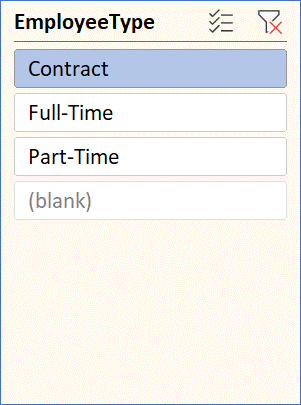 EmployeeType
Contract
Full-Time
Part-Time
(blank)